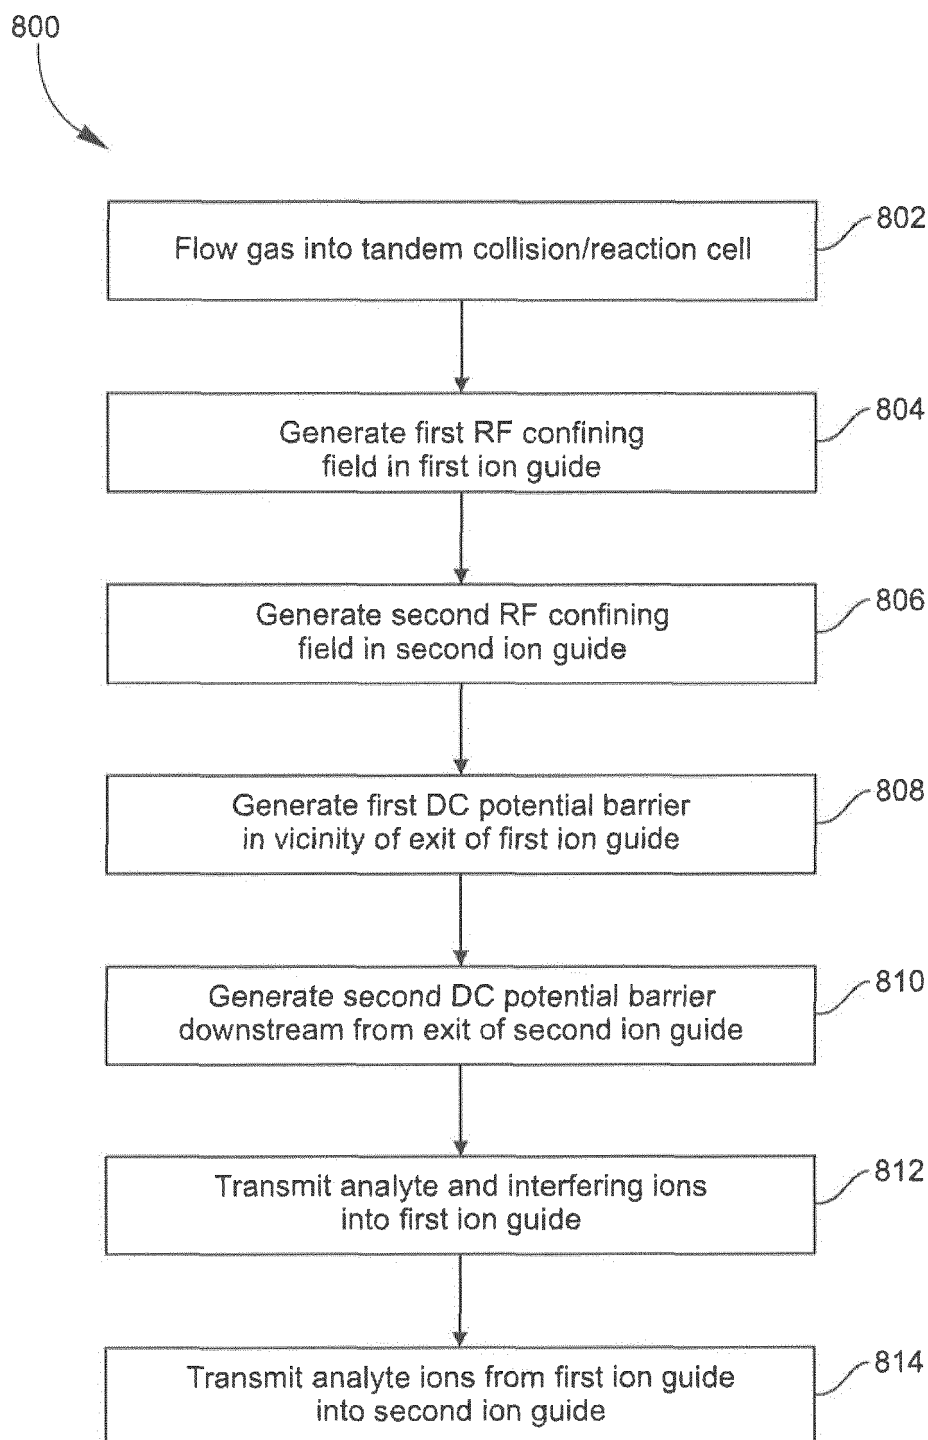 800
802
Flow gas into tandem collision/reaction cell
804
Generate first RF confining
field in first ion guide
806
Generate second RF confining
field in second ion guide
808
Generate first DC potential barrier
in vicinity of exit of first ion guide
810
Generate second DC potential barrier
downstream from exit of second ion guide
812
Transmit analyte and interfering ions
into first ion guide
814
Transmit analyte ions from first ion guide
into second ion guide